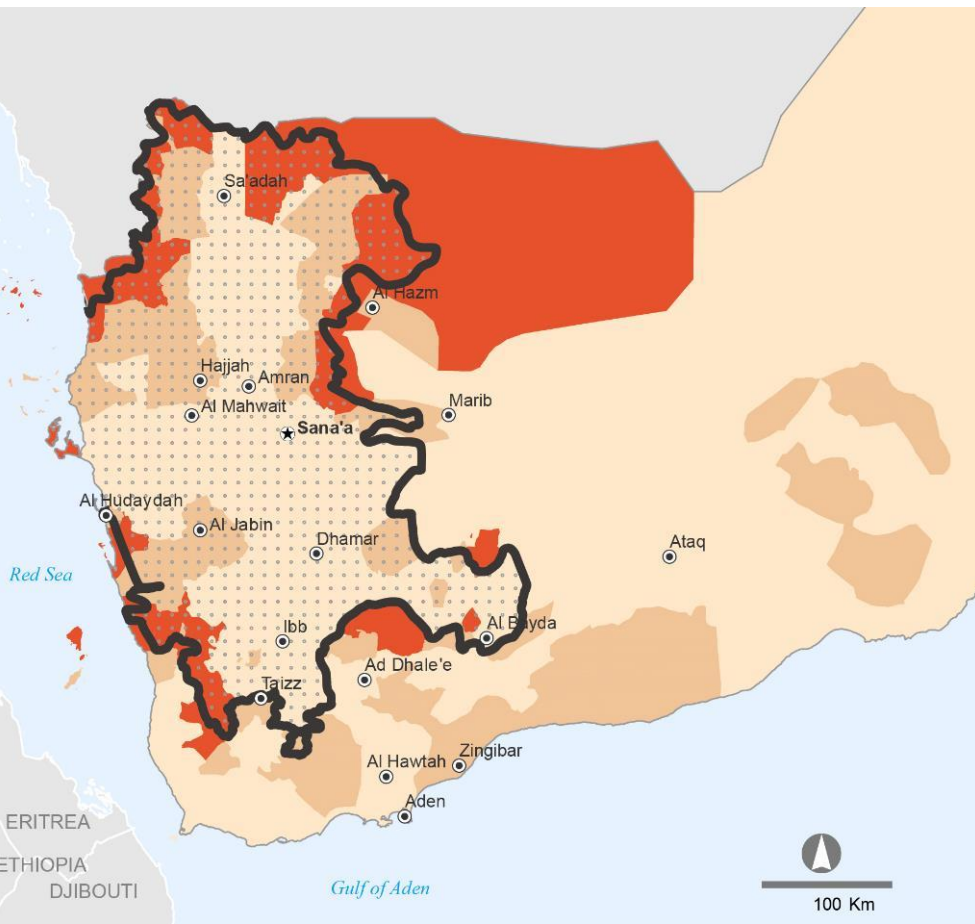 Sa'adah
Al Hazm
Hajjah
Amran
Al Mahwait
Marib
Sana'a
Al Hudaydah
Al Jabin
Dhamar
Ataq
Red Sea
Ibb
Al Bayda
Ad Dhale'e
Taizz
Zingibar
Al Hawtah
Aden
ERITREA
ETHIOPIA
DJIBOUTI
Gulf of Aden
100 Km